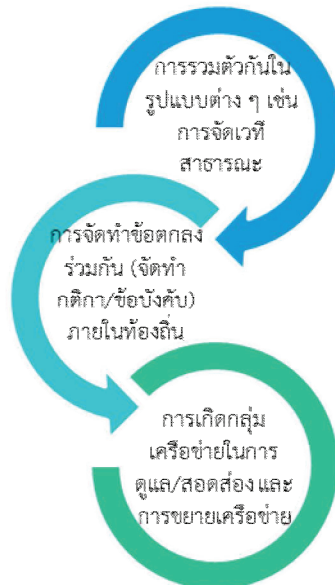 การรวมตัวกันใน
รูปแบบต่าง ๆ เช่น
การจัดเวที
สาธารณะ
การจัดทำข้อตกลง
ร่วมกัน (จัดทำ
กติกา/ข้อบังคับ)
ภายในท้องถิ่น
การเกิดกลุ่ม
เครือข่ายในการ
ดูแล/สอดส่อง และ
การขยายเครือข่าย